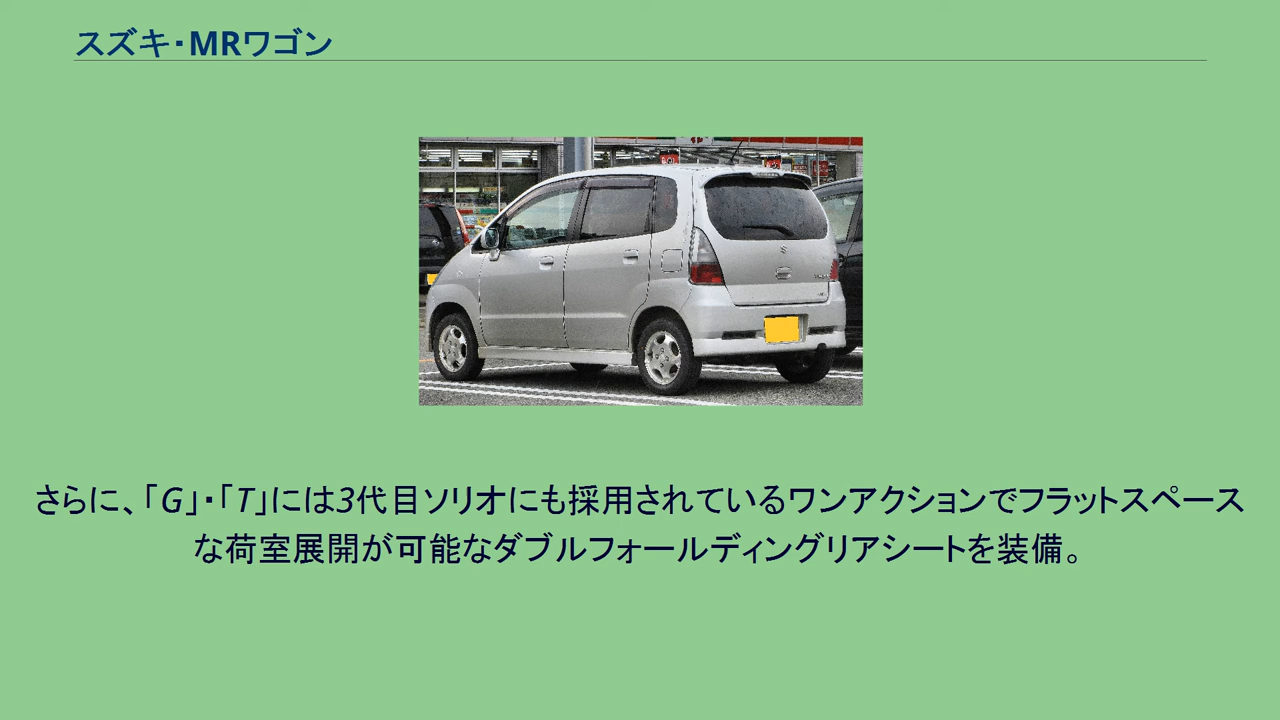 スズキ・MRワゴン
さらに、｢G｣・｢T｣には3代目ソリオにも採用されているワンアクションでフラットスペース
な荷室展開が可能なダブルフォールディングリアシートを装備。